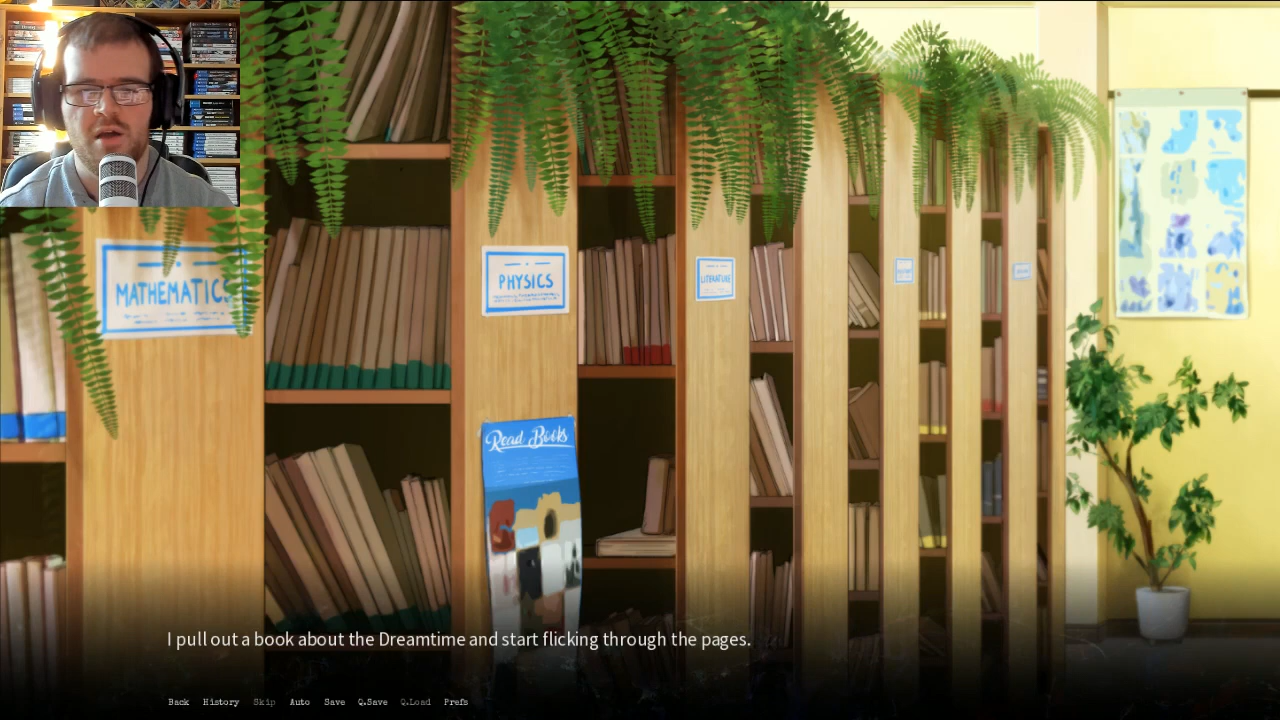 MATHEMATICS
PHYSICS
LITERATURE
Read Books
I pull out a book about the Dreamtime and start flicking through the pages.
Back History Skip Auto Save Q.Save Q.Load Prefs